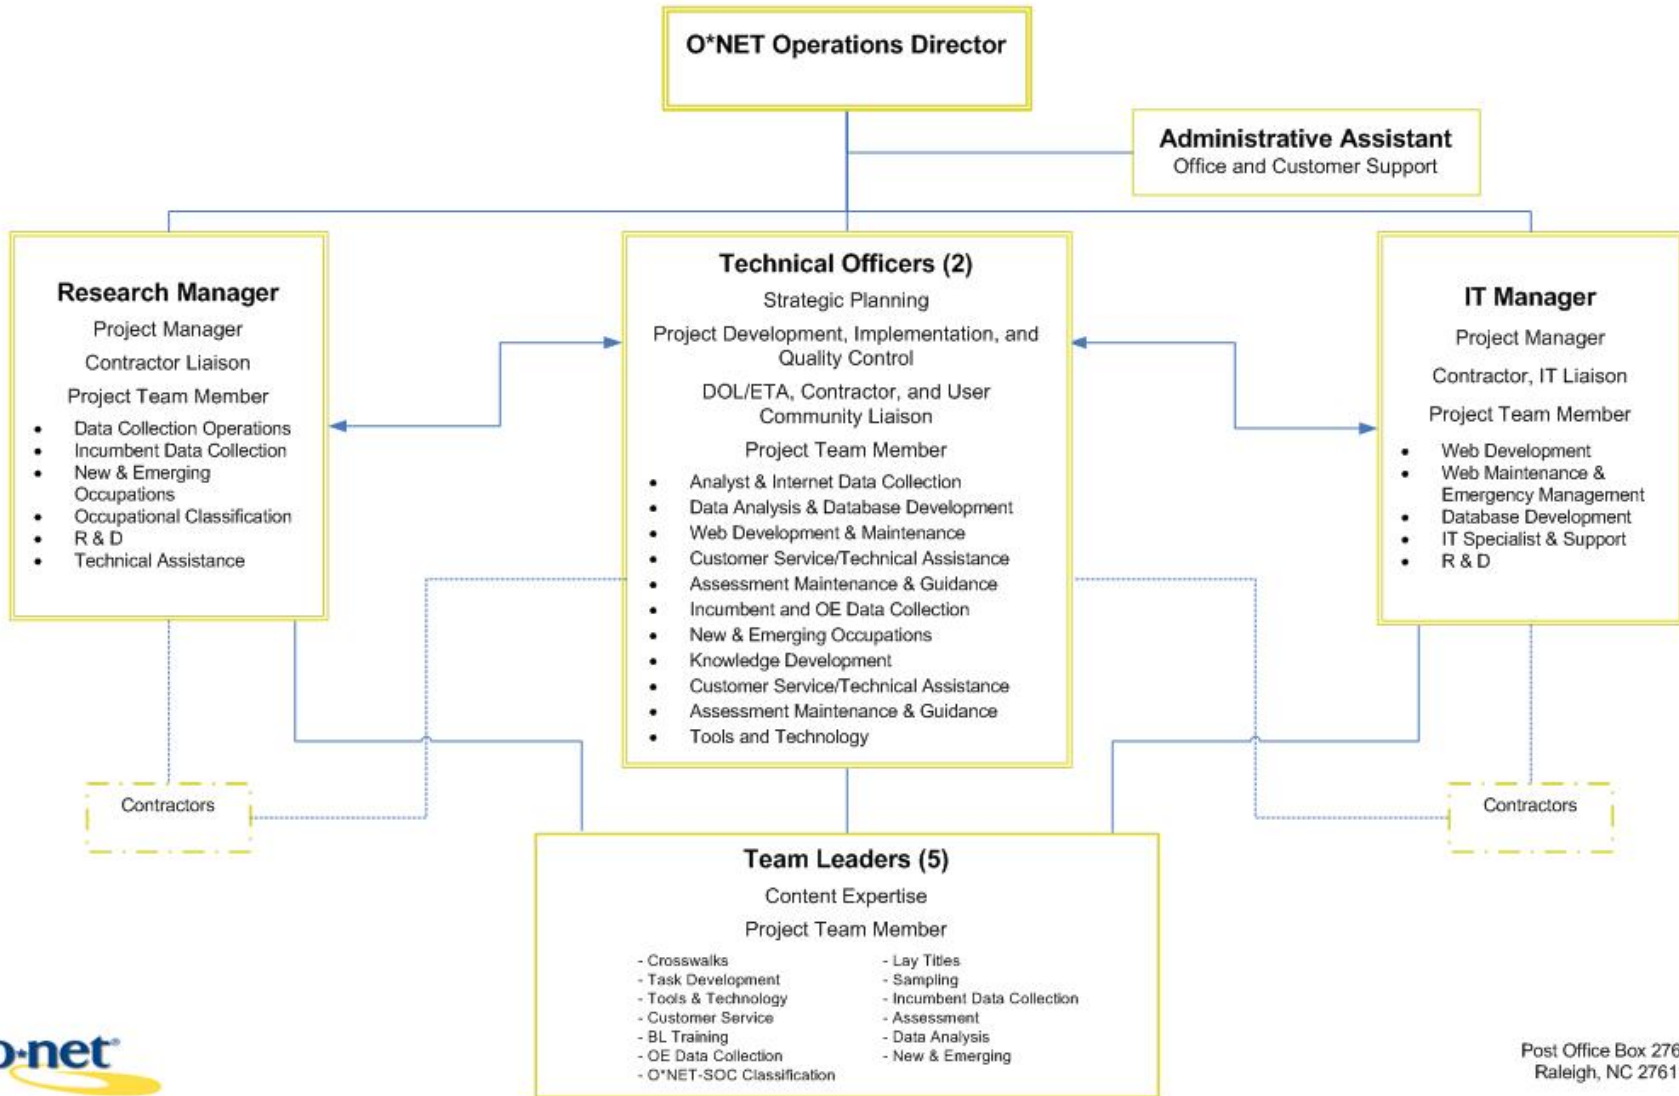 O*NET Operations Director
Administrative Assistant
Office and Customer Support
Research Manager
Project Manager
Contractor Liaison
Project Team Member
• Data Collection Operations
• Incumbent Data Collection
• New & Emerging
Occupations
• Occupational Classification
• R & D
• Technical Assistance
Technical Officers (2)
Strategic Planning
Project Development, Implementation, and
Quality Control
DOL/ETA, Contractor, and User
Community Liaison
Project Team Member
• Analyst & Internet Data Collection
• Data Analysis & Database Development
• Web Development & Maintenance
• Customer Service/Technical Assistance
• Assessment Maintenance & Guidance
• Incumbent and OE Data Collection
• New & Emerging Occupations
• Knowledge Development
• Customer Service/Technical Assistance
• Assessment Maintenance & Guidance
• Tools and Technology
IT Manager
Project Manager
Contractor, IT Liaison
Project Team Member
• Web Development
• Web Maintenance &
Emergency Management
• Database Development
• IT Specialist & Support
• R & D
Contractors
Contractors
Team Leaders (5)
Content Expertise
Project Team Member
- Crosswalks
- Task Development
- Tools & Technology
- Customer Service
- BL Training
- OE Data Collection
- O*NET-SOC Classification
- Lay Titles
- Sampling
- Incumbent Data Collection
- Assessment
- Data Analysis
- New & Emerging
o*net®
Post Office Box 276
Raleigh, NC 2761